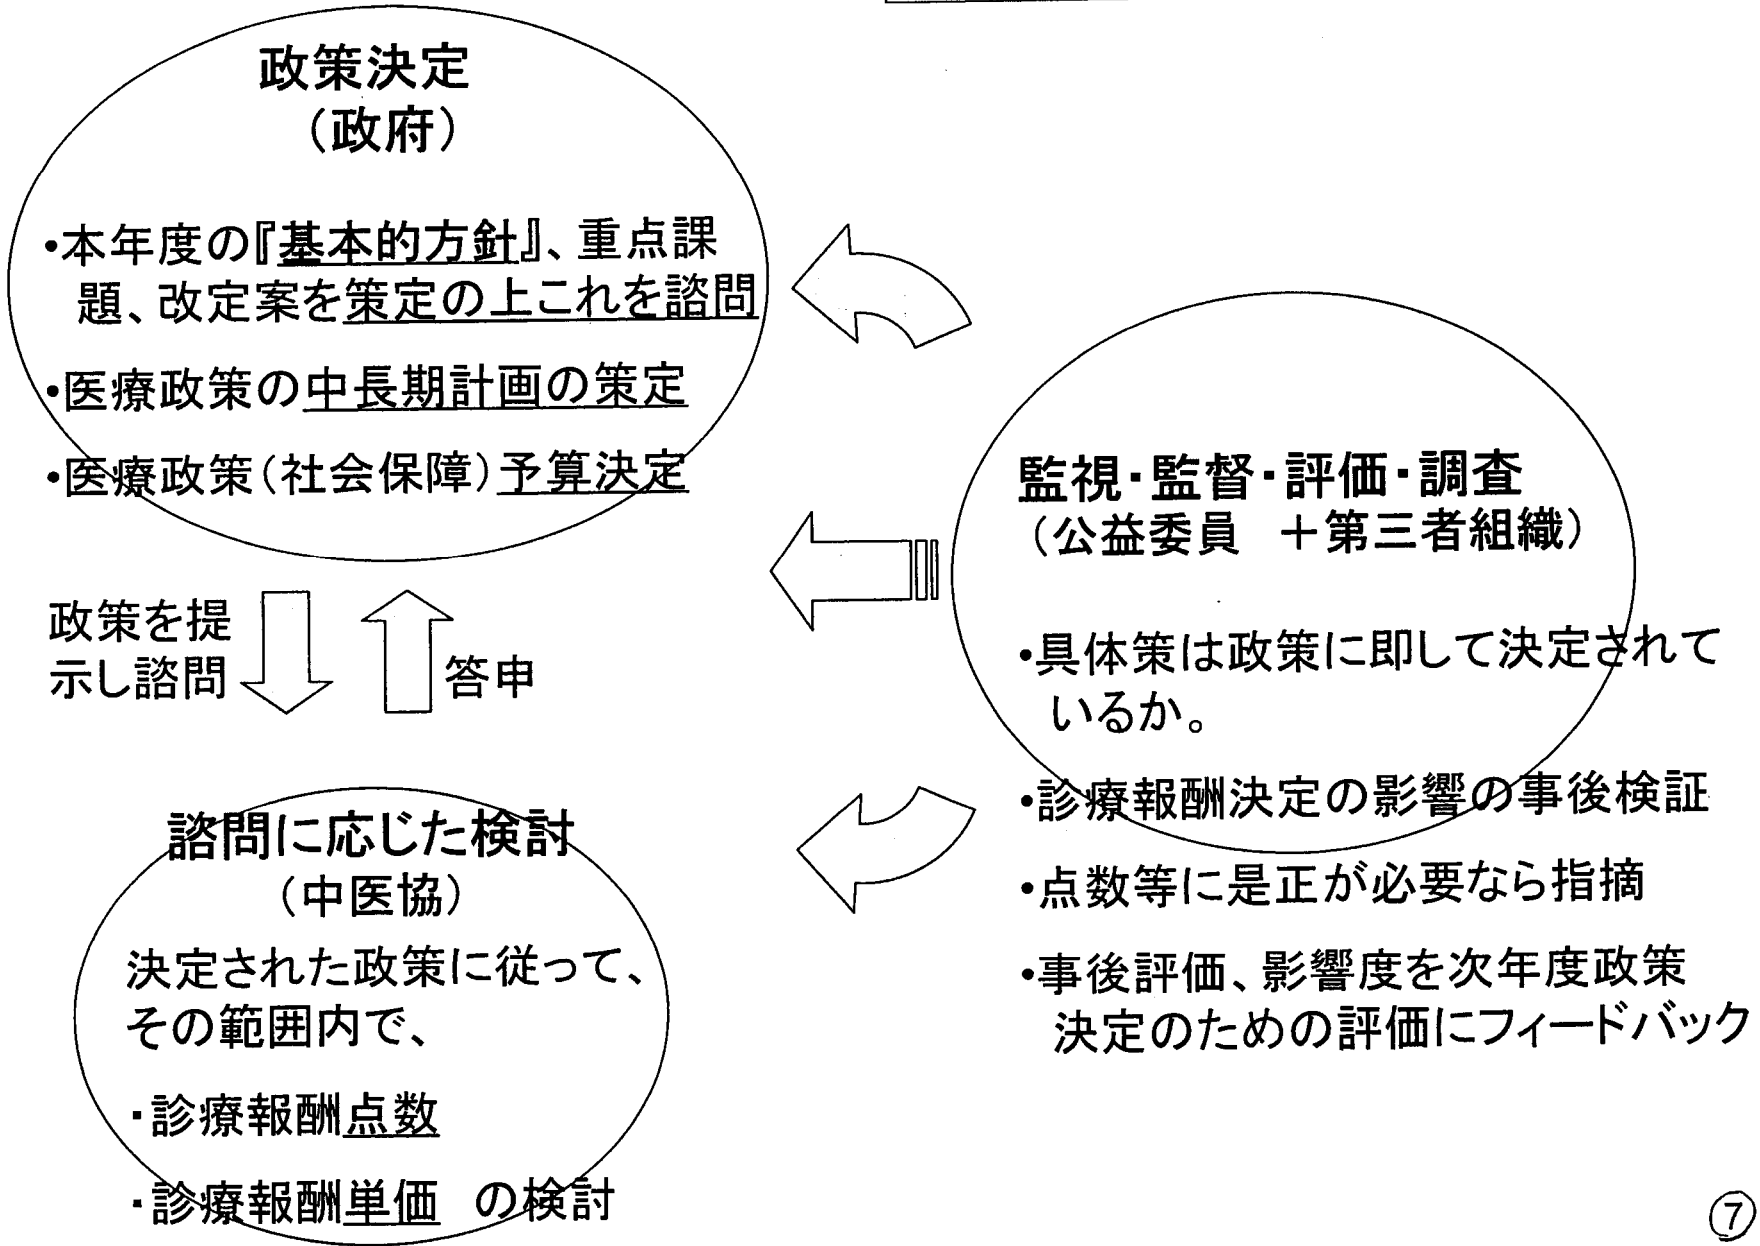 政策決定
（政府）
•本年度の『基本的方針』、重点課
題、改定案を策定の上これを諮問
•医療政策の中長期計画の策定
•医療政策（社会保障）予算決定
政策を提
示し諮問
答申
諮問に応じた検討
（中医協）
決定された政策に従って、
その範囲内で、
・診療報酬点数
・診療報酬単価　の検討
監視・監督・評価・調査
（公益委員　＋第三者組織）
•具体策は政策に即して決定されて
いるか。
•診療報酬決定の影響の事後検証
•点数等に是正が必要なら指摘
•事後評価、影響度を次年度政策
決定のための評価にフィードバック
⑦